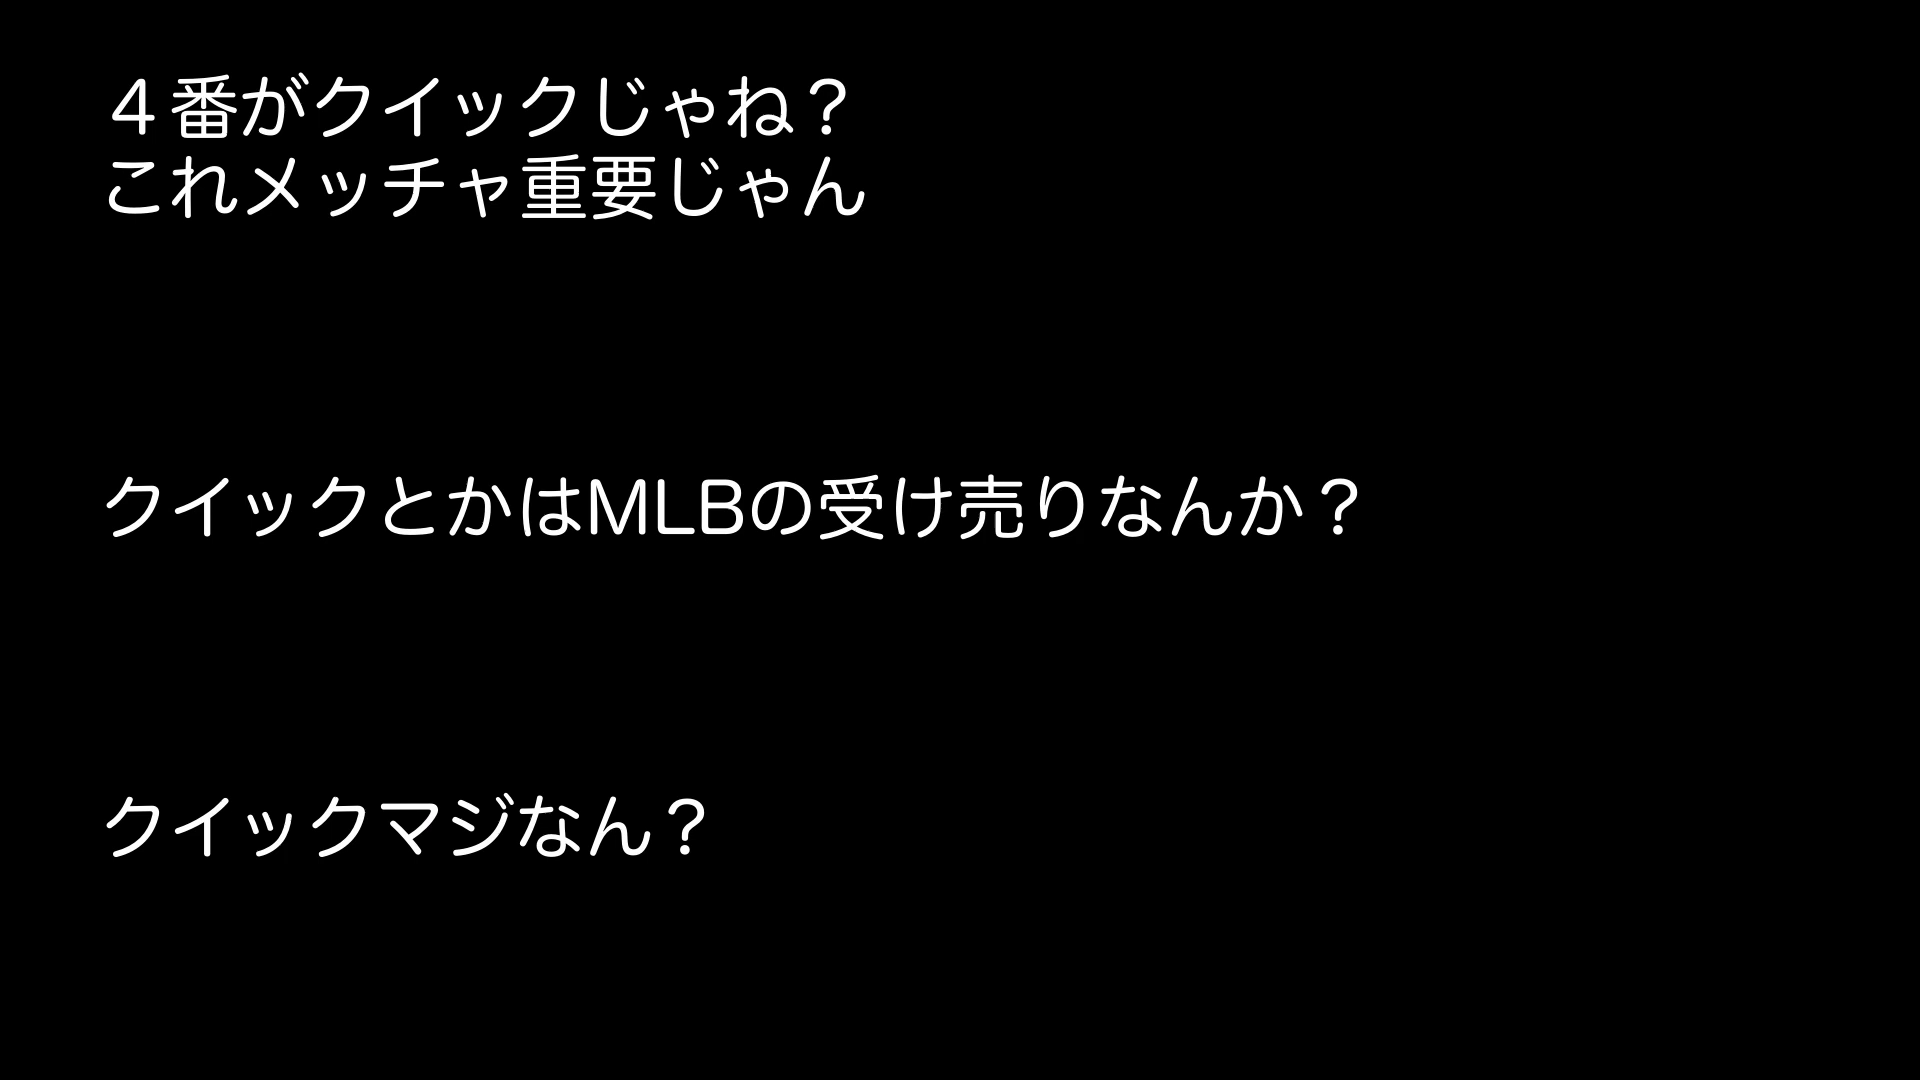 ４番がクイックじゃね？
これメッチャ重要じゃん
クイックとかはMLBの受け売りなんか？
クイックマジなん？